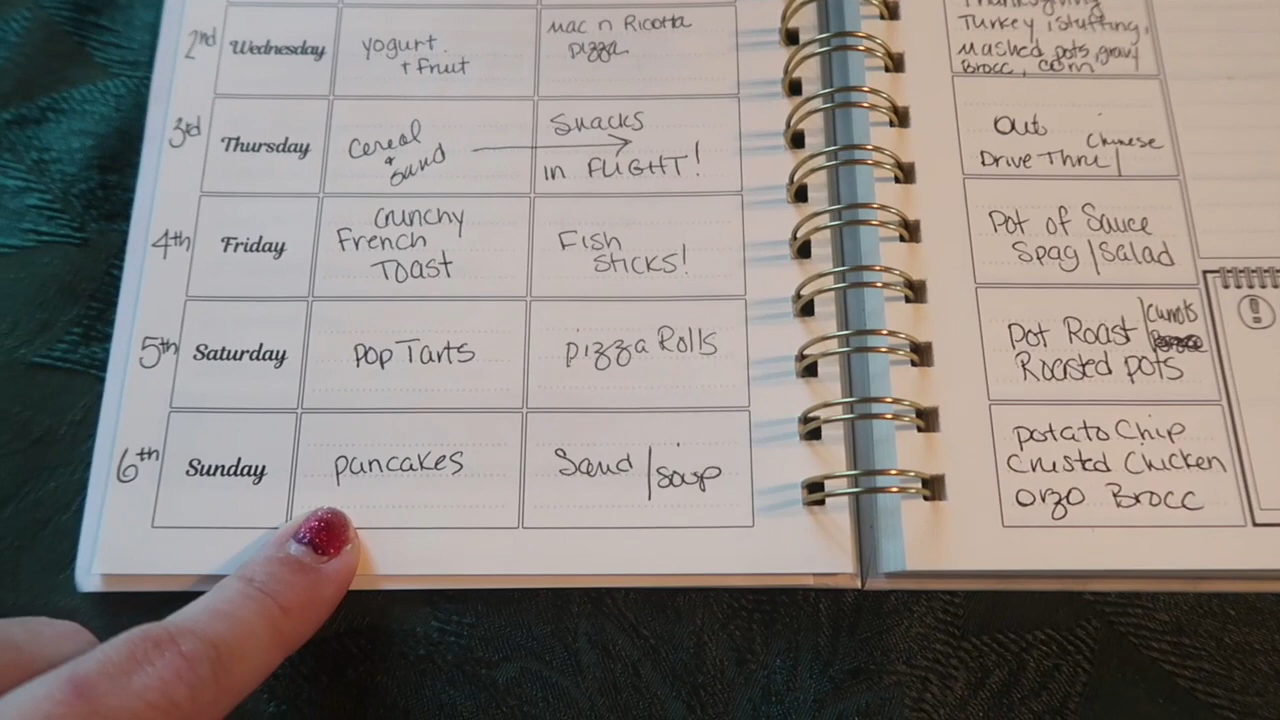 2nd Wednesday yogurt + fruit mac n Ricotta pizza
3rd Thursday Cereal + Sand → Snacks in FLIGHT!
4th Friday Crunchy French Toast Fish Sticks!
5th Saturday Pop Tarts pizza Rolls
6th Sunday pancakes Sand / Soup
Thanksgiving
Turkey, stuffing,
mashed pots, gravy
Brocc, corn
Out Chinese
Drive Thru /
Pot of Sauce
Spag / Salad
Pot Roast / Carrots
Roasted pots
potato Chip
Crusted Chicken
orzo Brocc